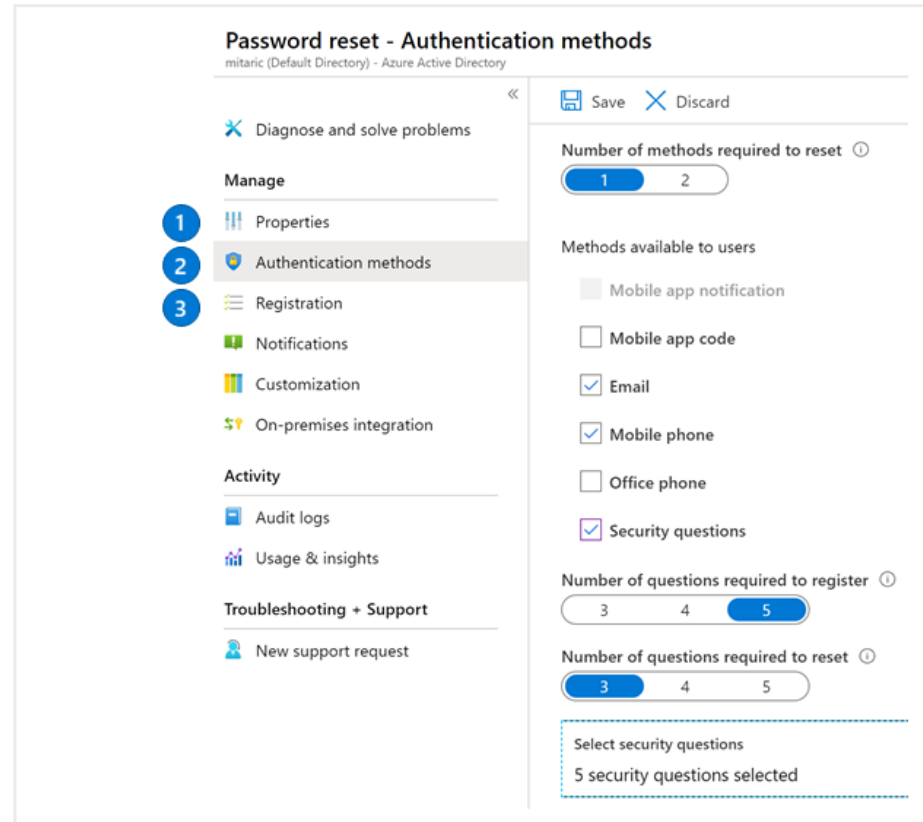 Password reset - Authentication methods
mitaric (Default Directory) - Azure Active Directory
«
Diagnose and solve problems
Manage
1 Properties
2 Authentication methods
3 Registration
Notifications
Customization
On-premises integration
Activity
Audit logs
Usage & insights
Troubleshooting + Support
New support request
Save Discard
Number of methods required to reset
1 2
Methods available to users
Mobile app notification
Mobile app code
Email
Mobile phone
Office phone
Security questions
Number of questions required to register
3 4 5
Number of questions required to reset
3 4 5
Select security questions
5 security questions selected